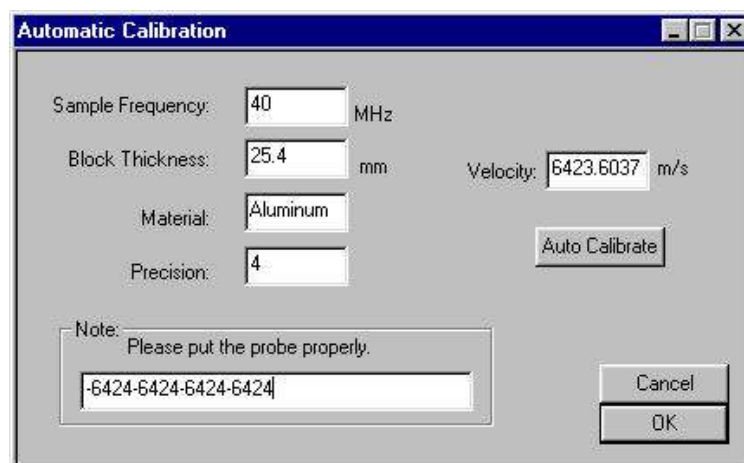 Automatic Calibration
Sample Frequency: 40 MHz
Block Thickness: 25.4 mm
Velocity: 6423.6037 m/s
Material: Aluminum
Auto Calibrate
Precision: 4
Note:
Please put the probe properly.
-6424-6424-6424-6424
Cancel
OK